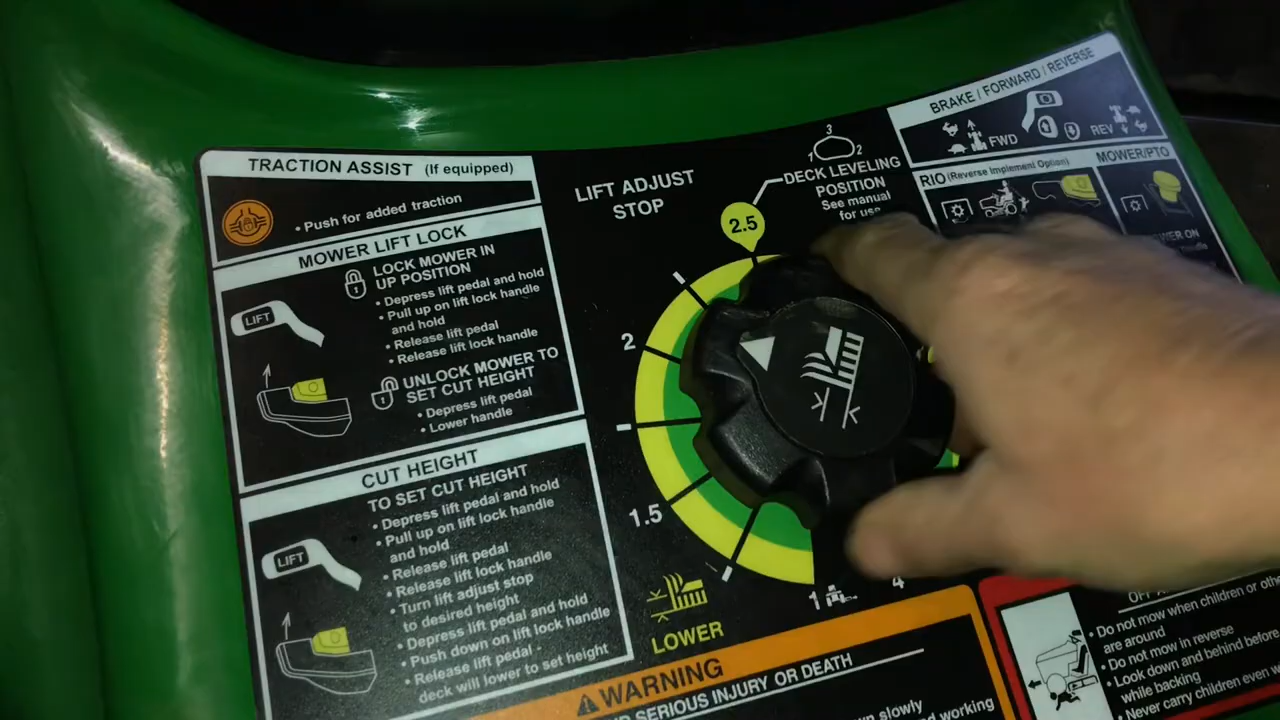 TRACTION ASSIST (If equipped)
• Push for added traction
MOWER LIFT LOCK
LOCK MOWER IN
UP POSITION
• Depress lift pedal and hold
• Pull up on lift lock handle
and hold
• Release lift pedal
• Release lift lock handle
LIFT
UNLOCK MOWER TO
SET CUT HEIGHT
• Depress lift pedal
• Lower handle
CUT HEIGHT
TO SET CUT HEIGHT
• Depress lift pedal and hold
• Pull up on lift lock handle
and hold
• Release lift pedal
• Release lift lock handle
• Turn lift adjust stop
to desired height
• Depress lift pedal and hold
• Push down on lift lock handle
• Release lift pedal -
deck will lower to set height
LIFT
LIFT ADJUST
STOP
3
1 2
DECK LEVELING
POSITION
See manual
for use
2.5
2
1.5
1
4
LOWER
BRAKE / FORWARD / REVERSE
FWD
REV
RIO (Reverse Implement Option)
MOWER/PTO
ON
WARNING
SERIOUS INJURY OR DEATH
slowly
working
OFF
• Do not mow when children or
are around
• Do not mow in reverse
• Look down and behind before
while backing
• Never carry children even